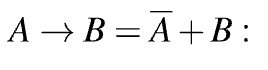 A → B = A̅ + B :